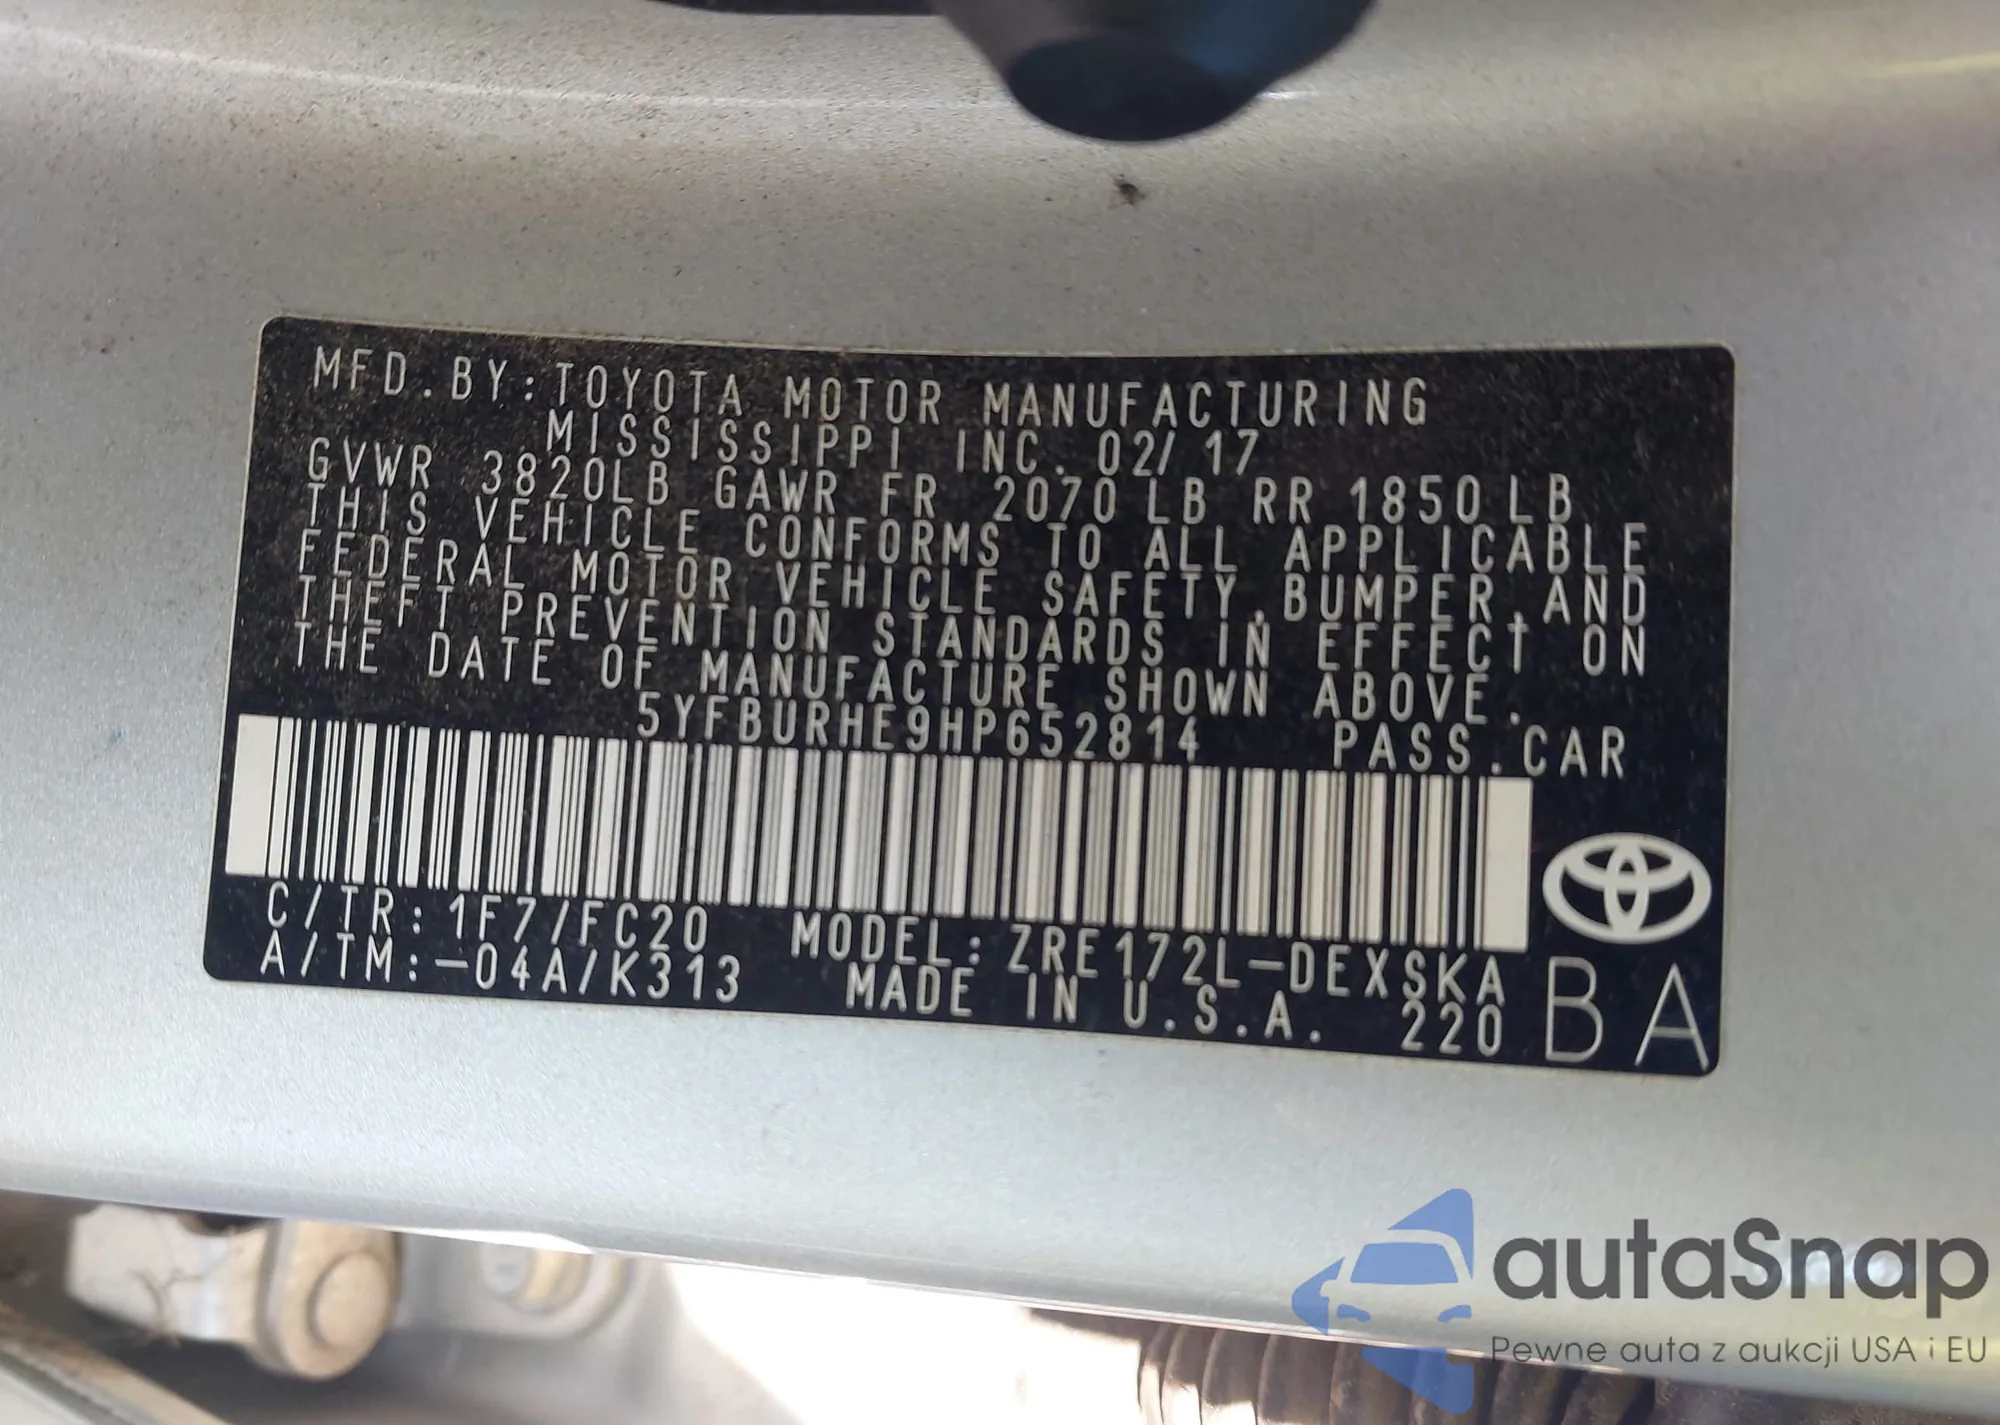 MFD.BY:TOYOTA MOTOR MANUFACTURING
MISSISSIPPI INC. 02/17
GVWR 3820LB GAWR FR 2070LB RR 1850LB
THIS VEHICLE CONFORMS TO ALL APPLICABLE
FEDERAL MOTOR VEHICLE SAFETY,BUMPER,AND
THEFT PREVENTION STANDARDS IN EFFECT ON
THE DATE OF MANUFACTURE SHOWN ABOVE.
5YFBURHE9HP652814 PASS.CAR
C/TR:1F7/FC20 MODEL:ZRE172L-DEXSKA
A/TM:-04A/K313 MADE IN U.S.A. 220
BA
autaSnap
Pewne auta z aukcji USA i EU